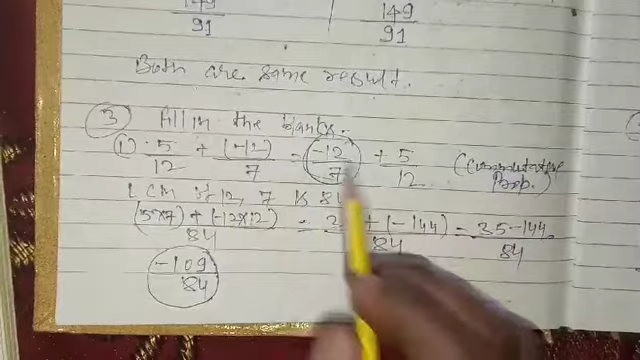 149/91 149/91
Both are same result.
③ Fill in the blanks.
(i) 5/12 + (-12)/7 = -12/7 + 5/12 (Commutative Prop.)
LCM of 12, 7 is 84
(5×7) + (-12×12)/84 = 35 + (-144)/84 = 35-144/84
-109/84